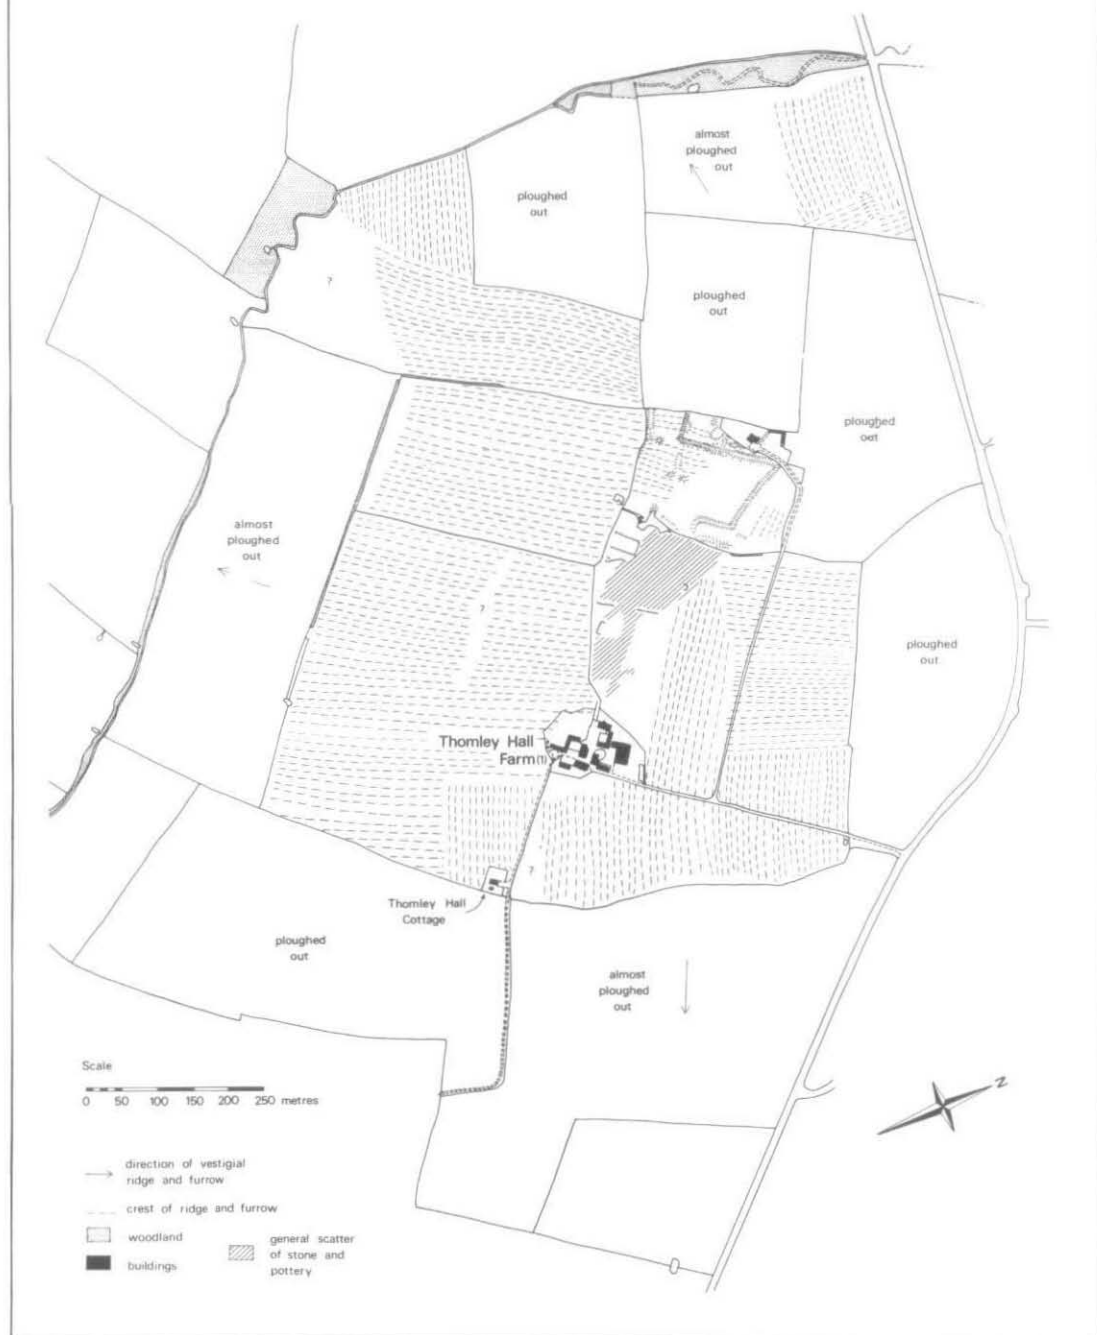 almost
ploughed
out
ploughed
out
?
ploughed
out
ploughed
out
almost
ploughed
out
?
?
ploughed
out
Thomley Hall
Farm (1)
?
Thomley Hall
Cottage
ploughed
out
almost
ploughed
out
Scale
0 50 100 150 200 250 metres
N
direction of vestigial
ridge and furrow
crest of ridge and furrow
woodland
buildings
general scatter
of stone and
pottery